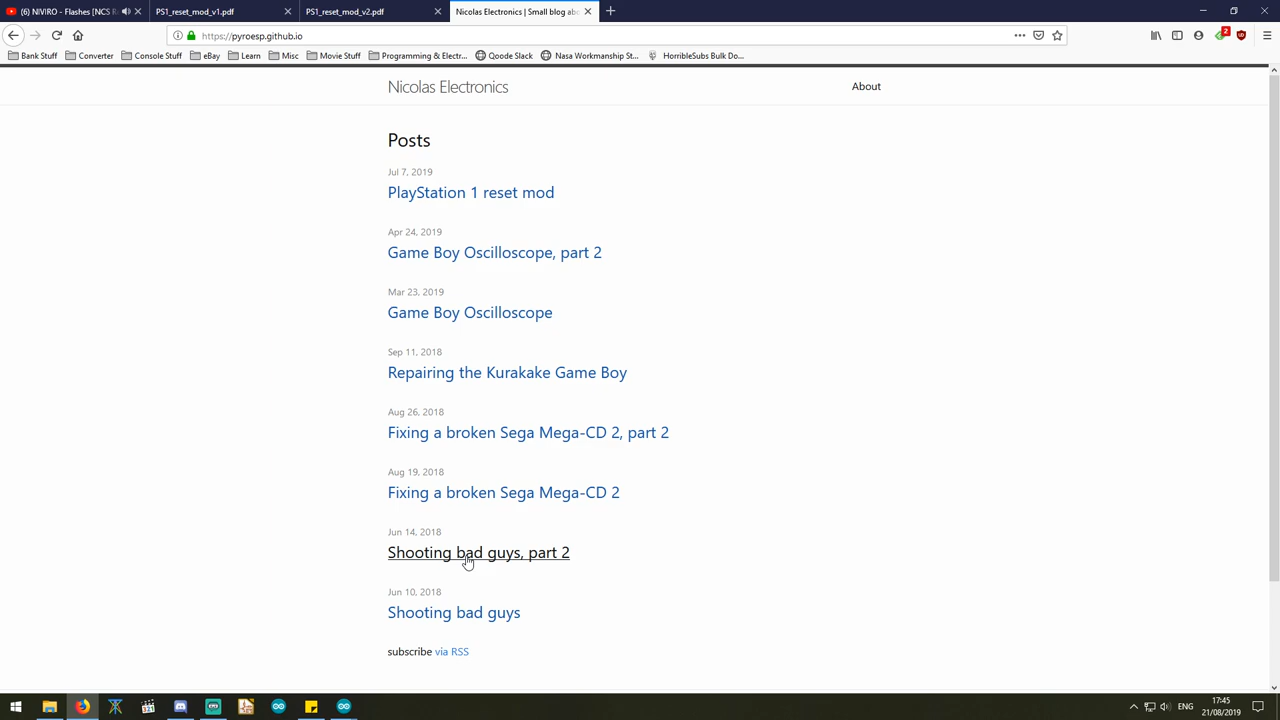 (6) NIVIRO - Flashes [NCS R
PS1_reset_mod_v1.pdf
PS1_reset_mod_v2.pdf
Nicolas Electronics | Small blog abo
https://pyroesp.github.io
2
Bank Stuff
Converter
Console Stuff
eBay
Learn
Misc
Movie Stuff
Programming & Electr...
Qoode Slack
Nasa Workmanship St...
HorribleSubs Bulk Do...
Nicolas Electronics
About
Posts
Jul 7, 2019
PlayStation 1 reset mod
Apr 24, 2019
Game Boy Oscilloscope, part 2
Mar 23, 2019
Game Boy Oscilloscope
Sep 11, 2018
Repairing the Kurakake Game Boy
Aug 26, 2018
Fixing a broken Sega Mega-CD 2, part 2
Aug 19, 2018
Fixing a broken Sega Mega-CD 2
Jun 14, 2018
Shooting bad guys, part 2
Jun 10, 2018
Shooting bad guys
subscribe via RSS
ENG
17:45
21/08/2019